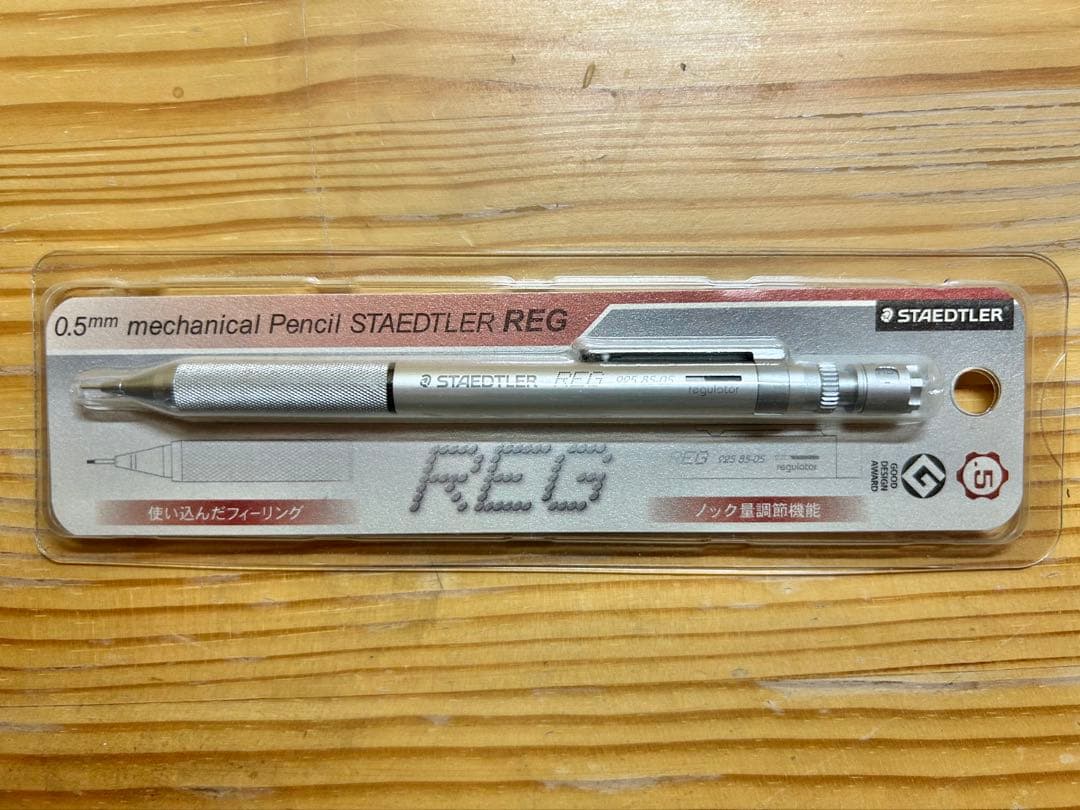 0.5mm mechanical Pencil STAEDTLER REG
STAEDTLER
STAEDTLER REG 925 85-05
regulator
REG
REG 925 85-05
regulator
GOOD
DESIGN
AWARD
G
.5
使い込んだフィーリング
ノック量調節機能